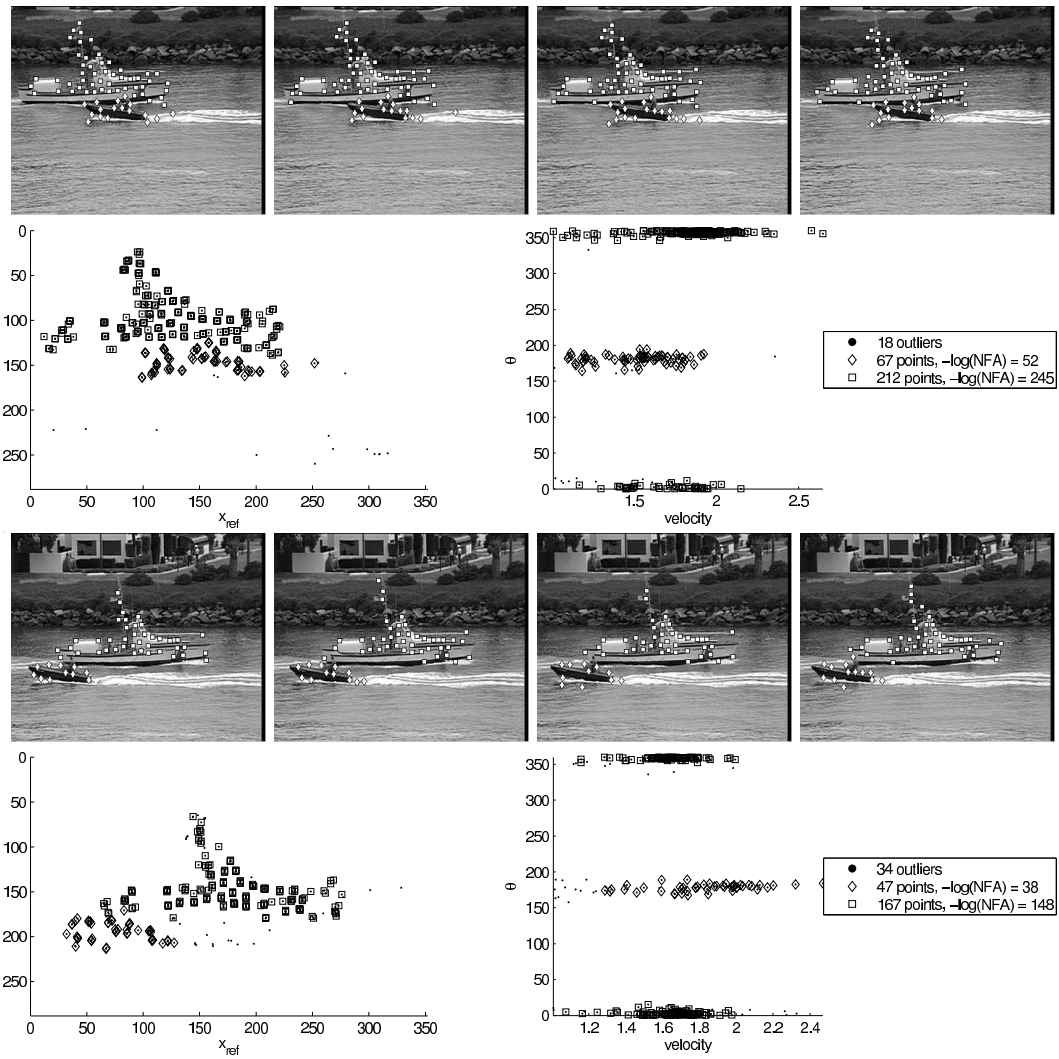 0
50
100
150
200
250
0 50 100 150 200 250 300 350
x_ref
350
300
250
200
150
100
50
0
θ
1.5 2 2.5
velocity
18 outliers
67 points, −log(NFA) = 52
212 points, −log(NFA) = 245
0
50
100
150
200
250
0 50 100 150 200 250 300 350
x_ref
350
300
250
200
150
100
50
0
θ
1.2 1.4 1.6 1.8 2 2.2 2.4
velocity
34 outliers
47 points, −log(NFA) = 38
167 points, −log(NFA) = 148